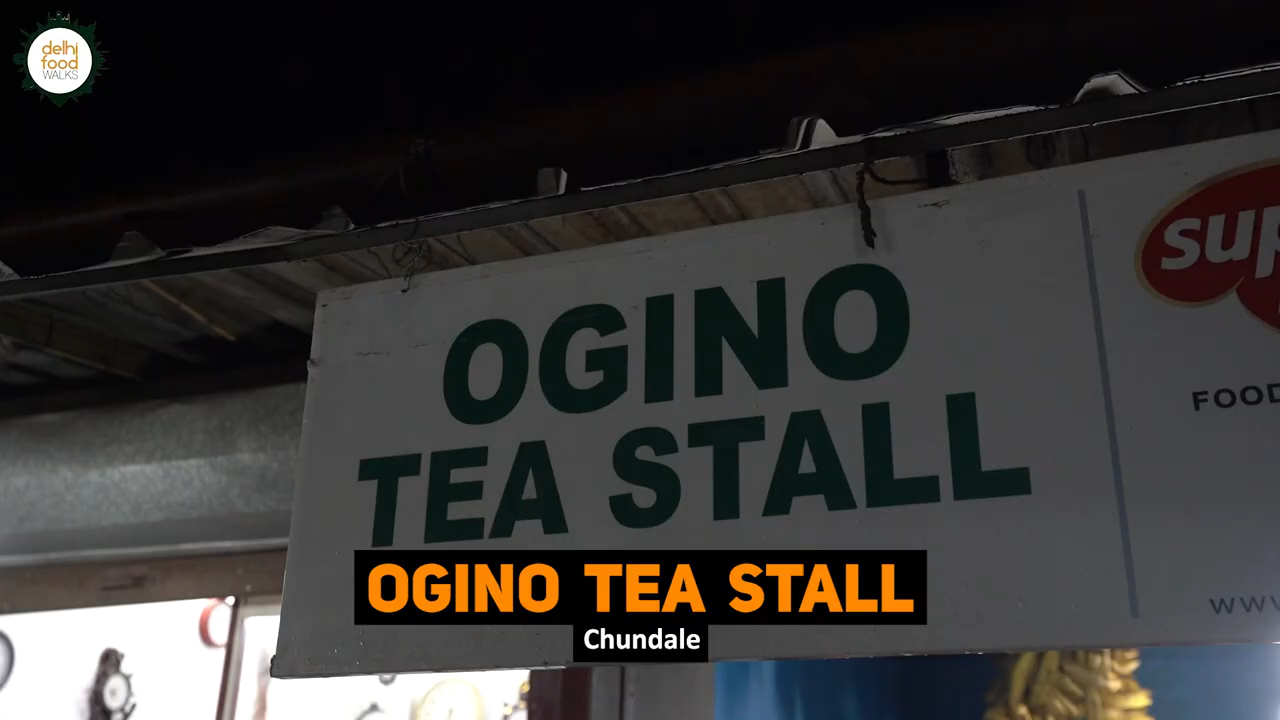 delhi
food
WALKS
OGINO
TEA STALL
FOOD
OGINO TEA STALL
Chundale